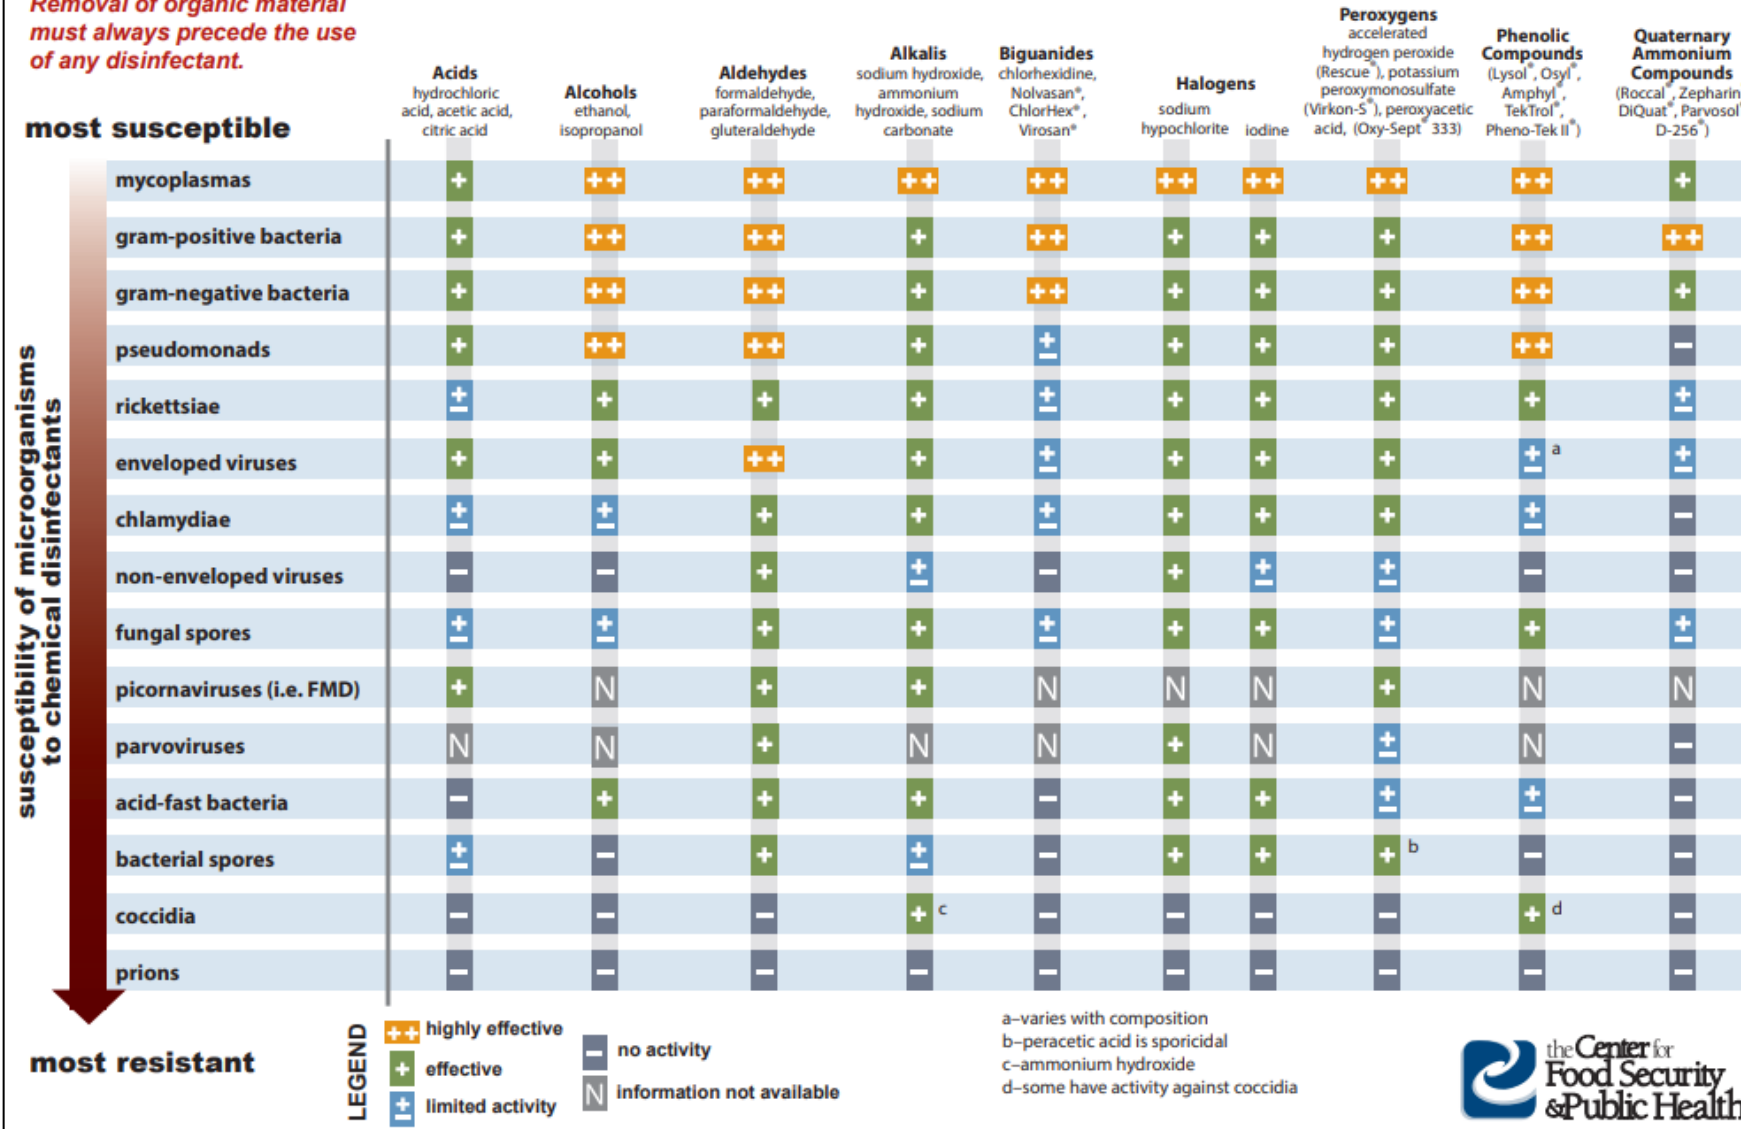 Removal of organic material
must always precede the use
of any disinfectant.
most susceptible
Acids
hydrochloric
acid, acetic acid,
citric acid
Alcohols
ethanol,
isopropanol
Aldehydes
formaldehyde,
paraformaldehyde,
gluteraldehyde
Alkalis
sodium hydroxide,
ammonium
hydroxide, sodium
carbonate
Biguanides
chlorhexidine,
Nolvasan®,
ChlorHex®,
Virosan®
Halogens
sodium
hypochlorite
iodine
Peroxygens
accelerated
hydrogen peroxide
(Rescue®), potassium
peroxymonosulfate
(Virkon-S®), peroxyacetic
acid, (Oxy-Sept® 333)
Phenolic
Compounds
(Lysol®, Osyl®,
Amphyl®,
TekTrol®,
Pheno-Tek II®)
Quaternary
Ammonium
Compounds
(Roccal®, Zepharin
DiQuat®, Parvosol
D-256®)
susceptibility of microorganisms
to chemical disinfectants
mycoplasmas + ++ ++ ++ ++ ++ ++ ++ ++ +
gram-positive bacteria + ++ ++ + ++ + + + ++ ++
gram-negative bacteria + ++ ++ + ++ + + + ++ +
pseudomonads + ++ ++ + ± + + + ++ −
rickettsiae ± + + + ± + + + + ±
enveloped viruses + + ++ + ± + + + ± a ±
chlamydiae ± ± + + ± + + + ± −
non-enveloped viruses − − + ± − + ± ± − −
fungal spores ± ± + + ± + + ± + ±
picornaviruses (i.e. FMD) + N + + N N N + N N
parvoviruses N N + N N + N ± N −
acid-fast bacteria − + + + − + + ± ± −
bacterial spores ± − + ± − + + + b − −
coccidia − − − + c − − − − + d −
prions − − − − − − − − − −
most resistant
LEGEND
++ highly effective
+ effective
± limited activity
− no activity
N information not available
a–varies with composition
b–peracetic acid is sporicidal
c–ammonium hydroxide
d–some have activity against coccidia
the Center for
Food Security
&Public Health